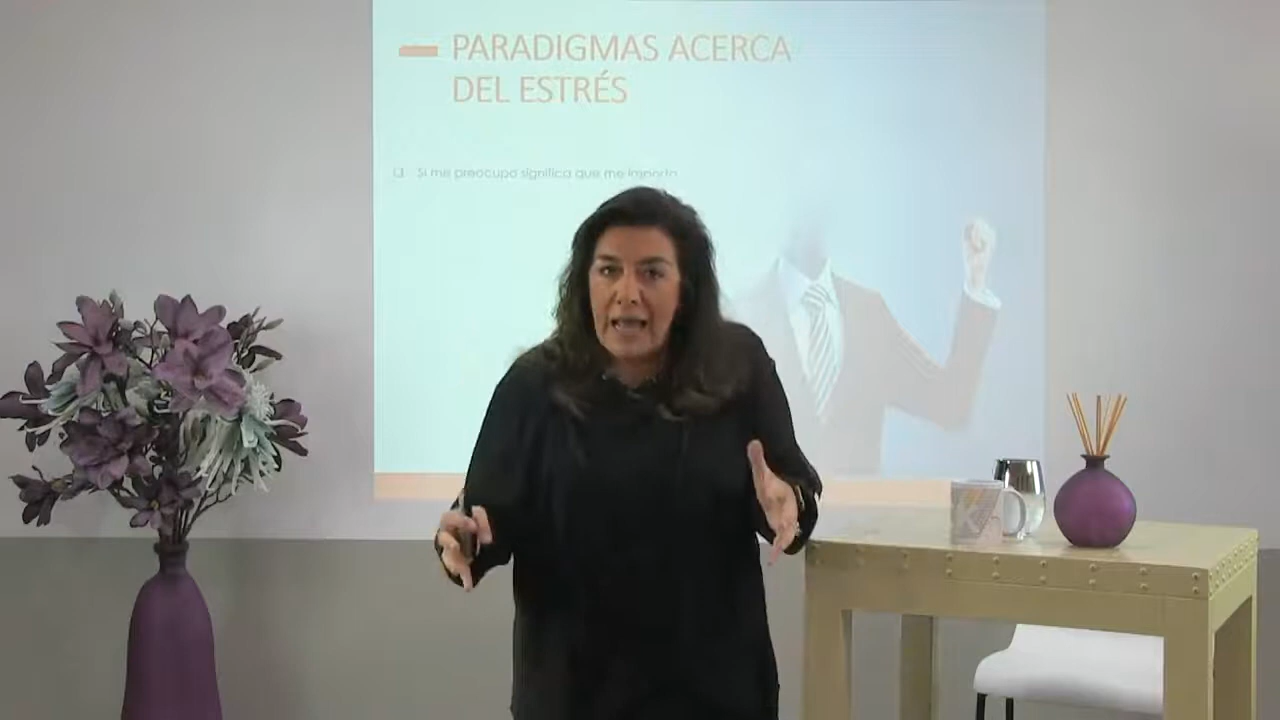 PARADIGMAS ACERCA
DEL ESTRÉS
Si me preocupa significa que me importa
K